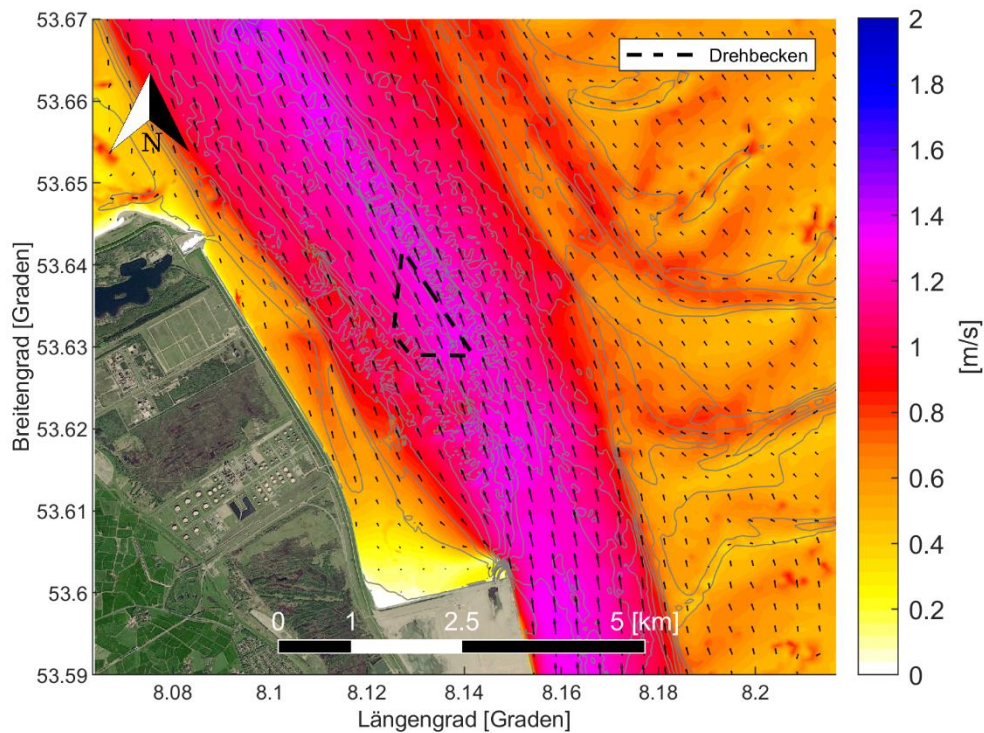 53.67
53.66
53.65
53.64
53.63
53.62
53.61
53.6
53.59
Breitengrad [Graden]
N
Drehbecken
0 1 2.5 5 [km]
8.08 8.1 8.12 8.14 8.16 8.18 8.2
Längengrad [Graden]
2
1.8
1.6
1.4
1.2
1
0.8
0.6
0.4
0.2
0
[m/s]